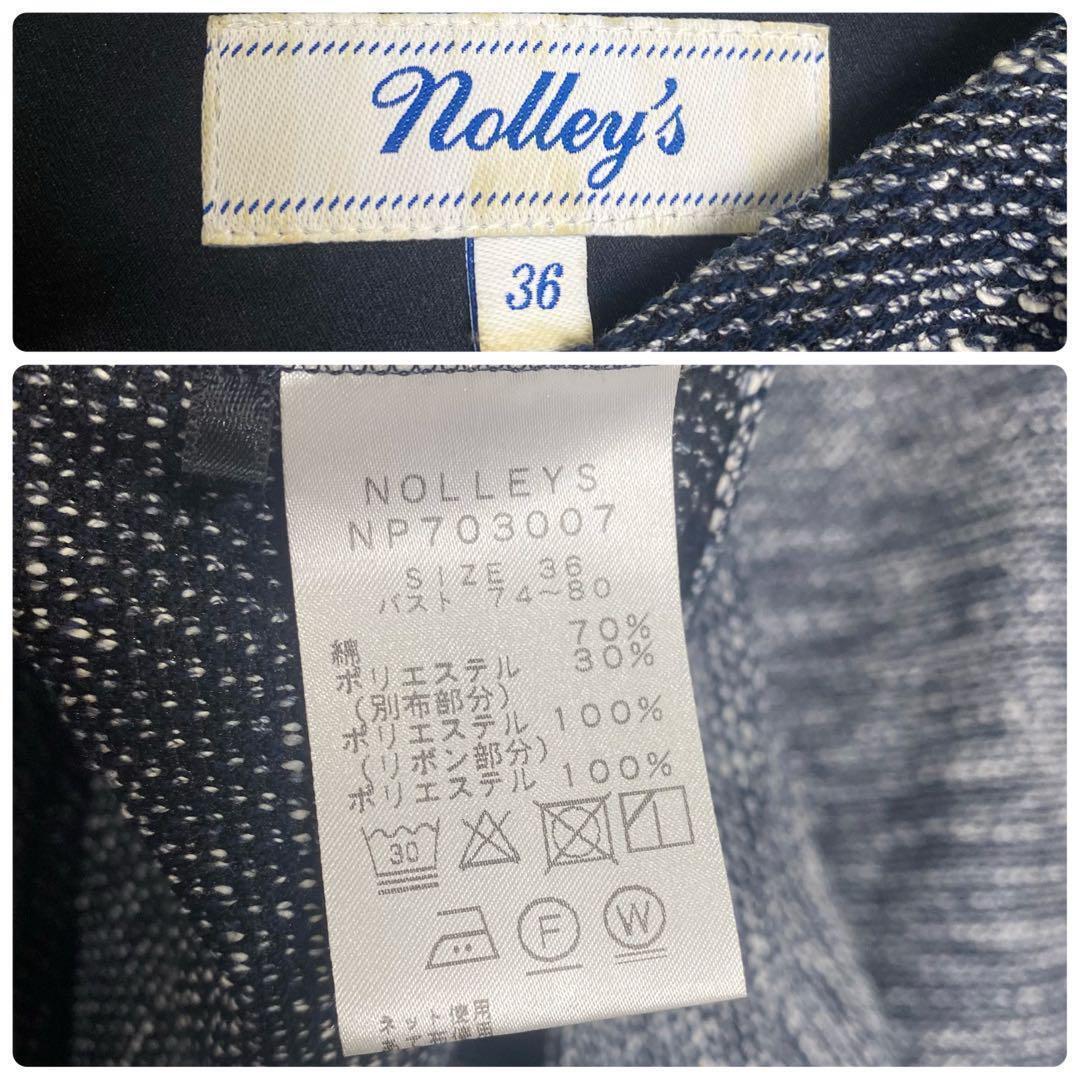 Nolley's
36
NOLLEYS
NP703007
SIZE 36
バスト 74~80
綿 70%
ポリエステル 30%
(別布部分)
ポリエステル 100%
(リボン部分)
ポリエステル 100%
30
F W